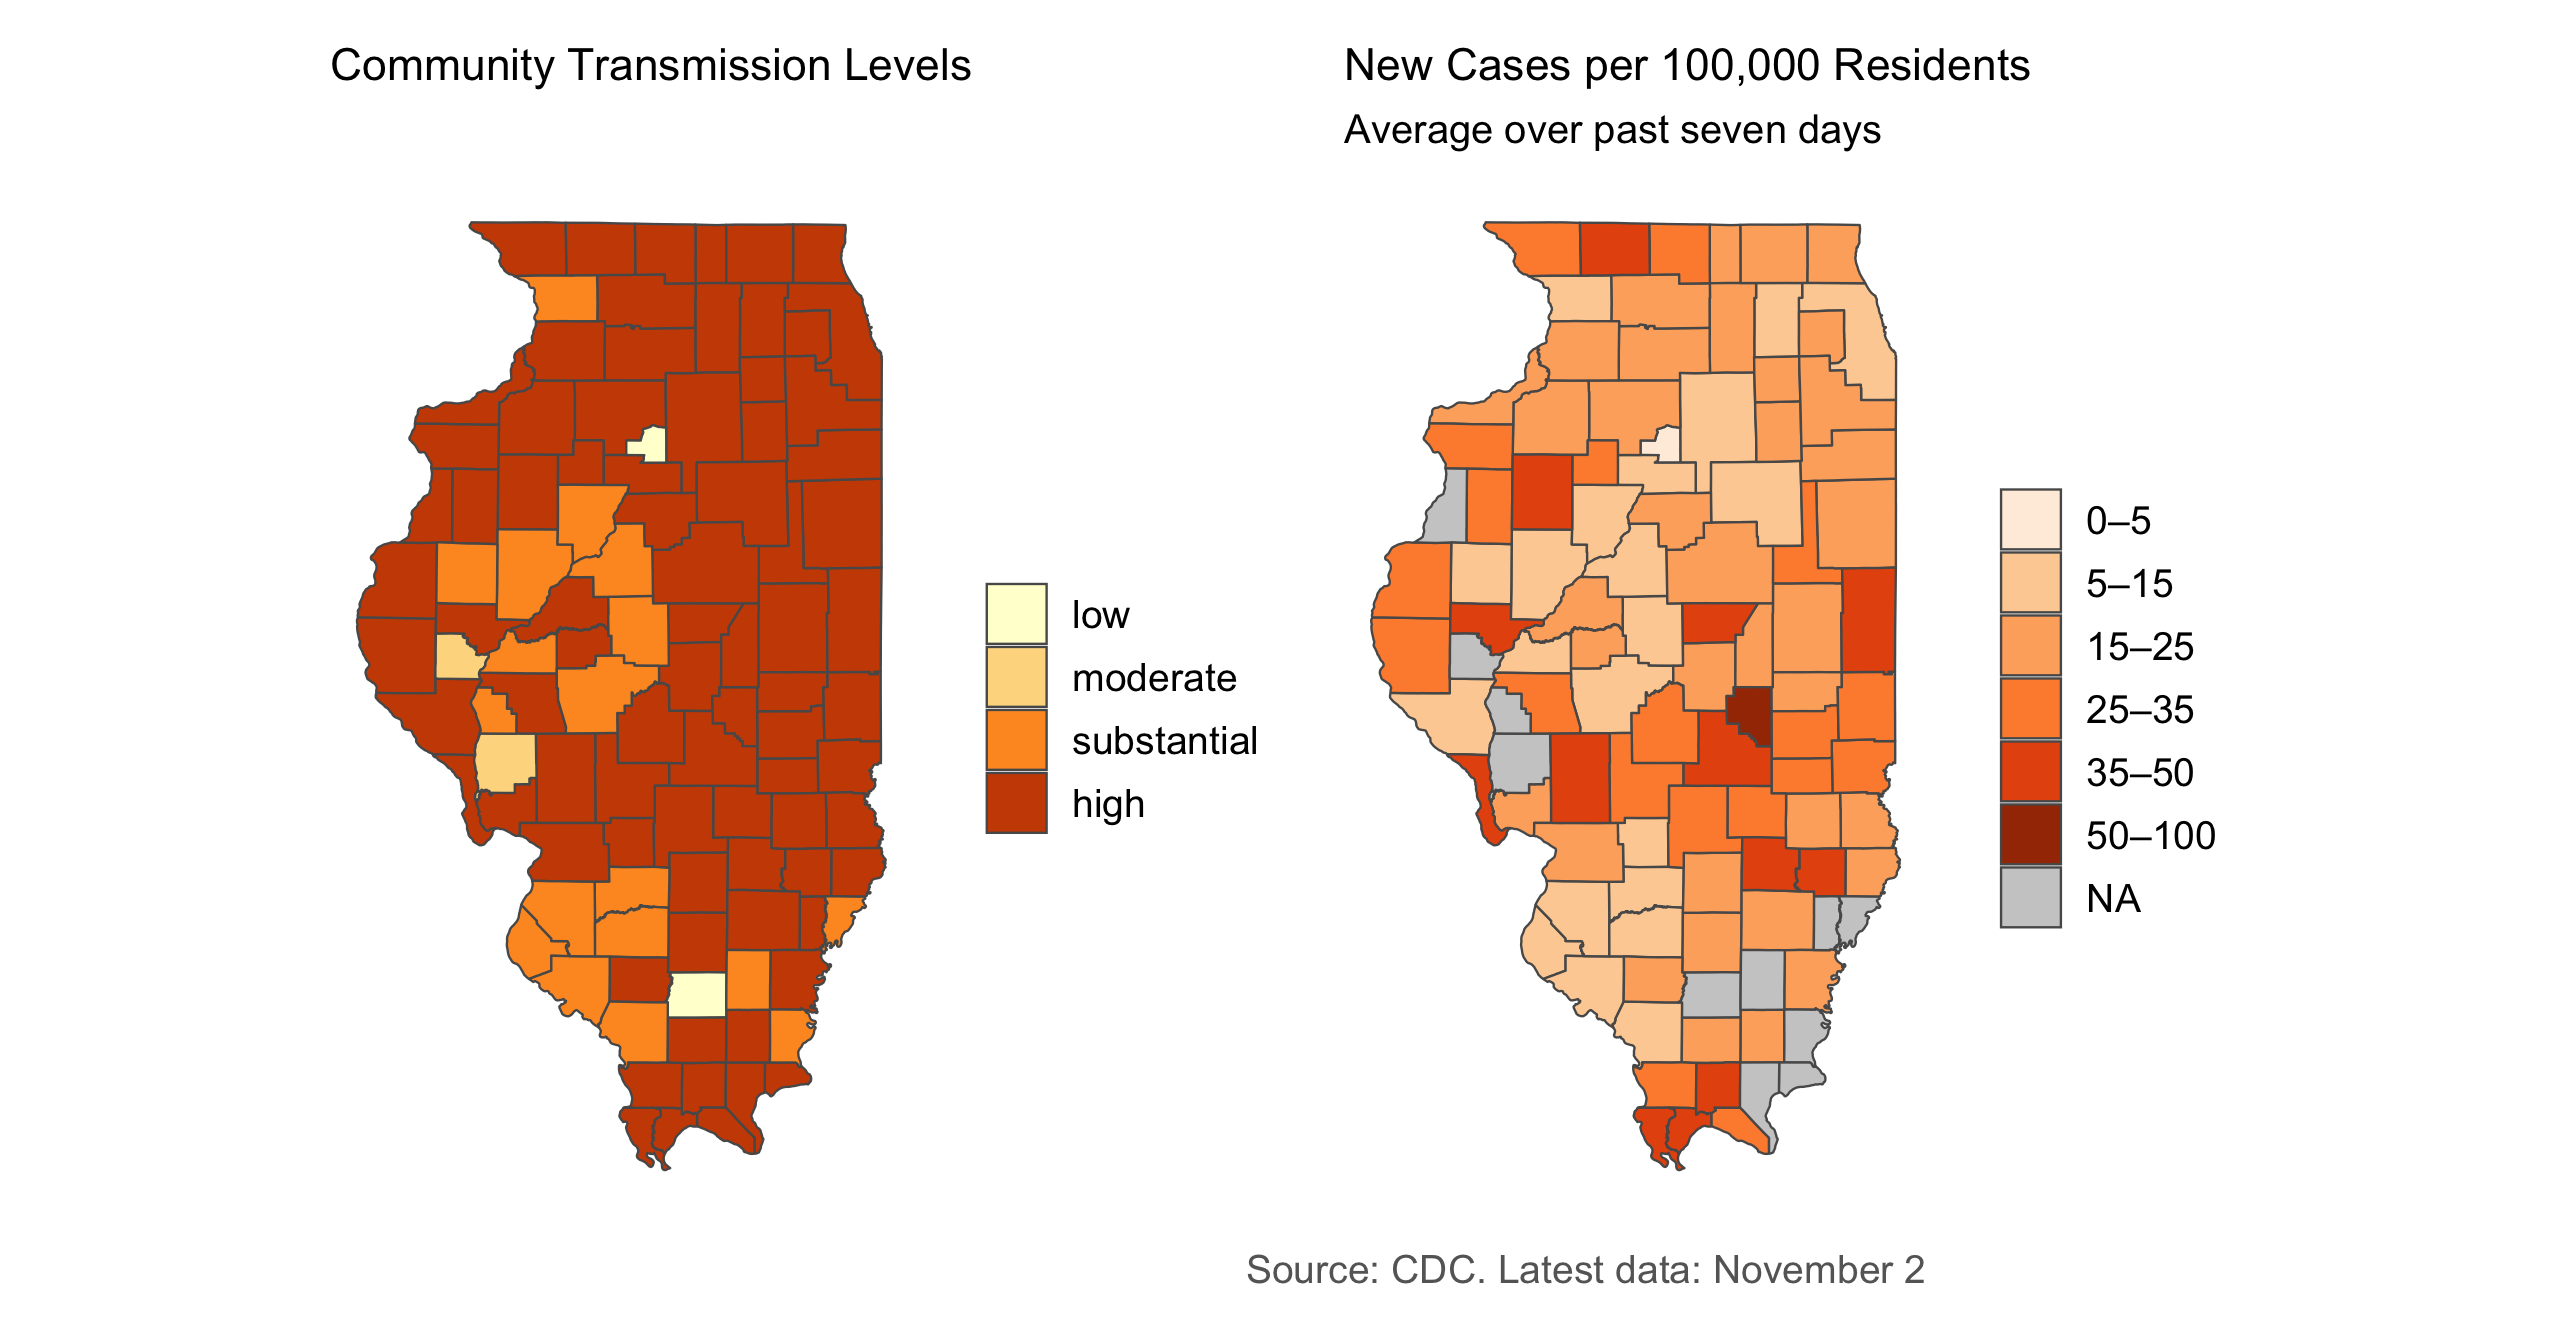 Community Transmission Levels
low
moderate
substantial
high
New Cases per 100,000 Residents
Average over past seven days
0–5
5–15
15–25
25–35
35–50
50–100
NA
Source: CDC. Latest data: November 2